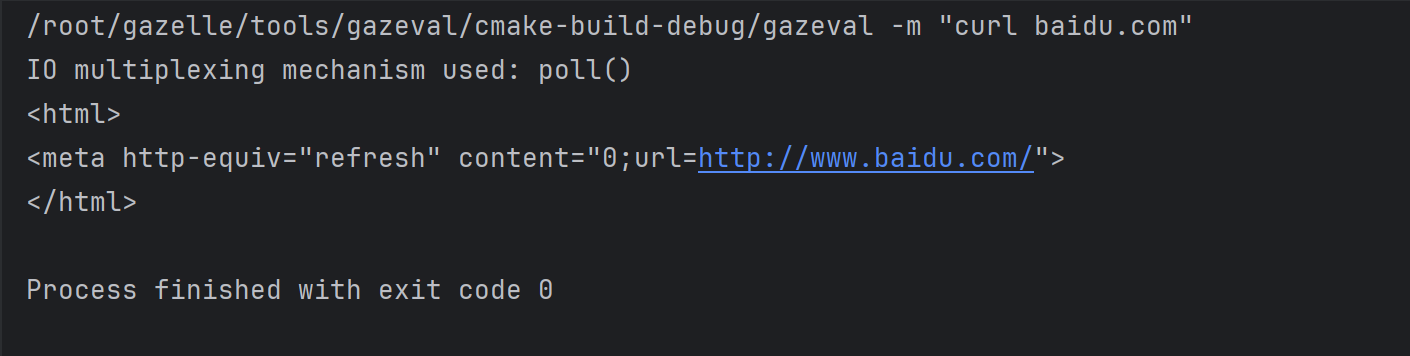 /root/gazelle/tools/gazeval/cmake-build-debug/gazeval -m "curl baidu.com"
IO multiplexing mechanism used: poll()
<html>
<meta http-equiv="refresh" content="0;url=http://www.baidu.com/">
</html>
Process finished with exit code 0